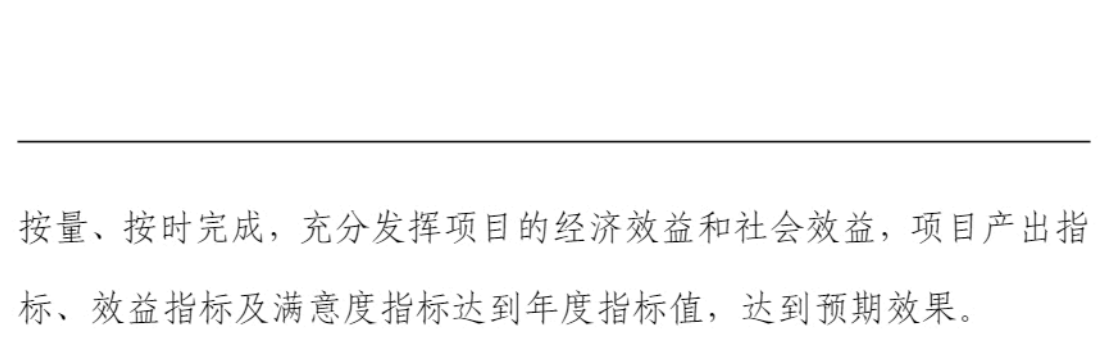 按量、按时完成，充分发挥项目的经济效益和社会效益，项目产出指
标、效益指标及满意度指标达到年度指标值，达到预期效果。